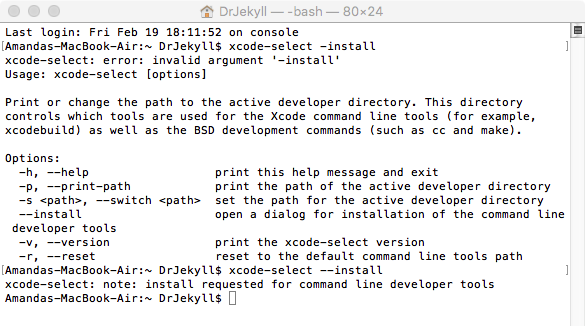 DrJekyll — -bash — 80×24
Last login: Fri Feb 19 18:11:52 on console
[Amandas-MacBook-Air:~ DrJekyll$ xcode-select -install ]
xcode-select: error: invalid argument '-install'
Usage: xcode-select [options]
Print or change the path to the active developer directory. This directory
controls which tools are used for the Xcode command line tools (for example,
xcodebuild) as well as the BSD development commands (such as cc and make).
Options:
-h, --help print this help message and exit
-p, --print-path print the path of the active developer directory
-s <path>, --switch <path> set the path for the active developer directory
--install open a dialog for installation of the command line
developer tools
-v, --version print the xcode-select version
-r, --reset reset to the default command line tools path
[Amandas-MacBook-Air:~ DrJekyll$ xcode-select --install ]
xcode-select: note: install requested for command line developer tools
Amandas-MacBook-Air:~ DrJekyll$